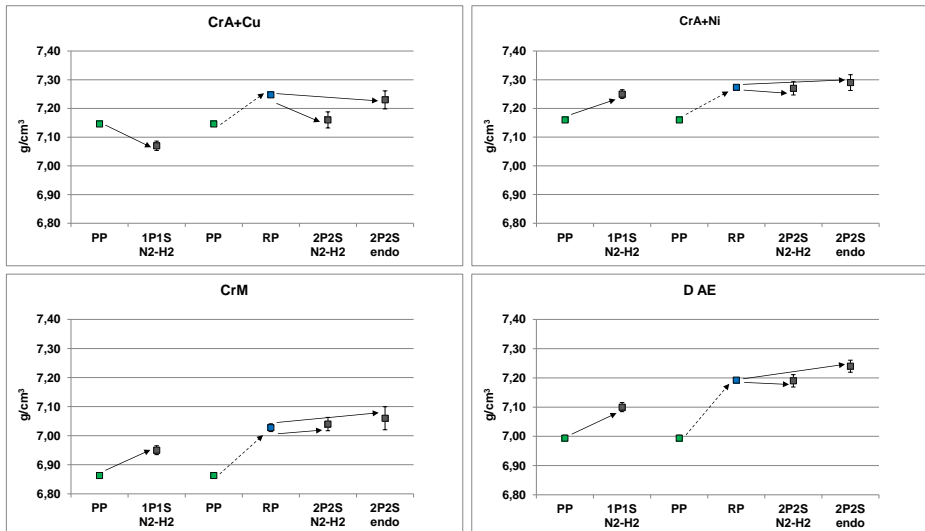 CrA+Cu
7,40
7,30
7,20
7,10
7,00
6,90
6,80
g/cm³
PP 1P1S N2-H2 PP RP 2P2S N2-H2 2P2S endo
CrA+Ni
7,40
7,30
7,20
7,10
7,00
6,90
6,80
g/cm³
PP 1P1S N2-H2 PP RP 2P2S N2-H2 2P2S endo
CrM
7,40
7,30
7,20
7,10
7,00
6,90
6,80
g/cm³
PP 1P1S N2-H2 PP RP 2P2S N2-H2 2P2S endo
D AE
7,40
7,30
7,20
7,10
7,00
6,90
6,80
g/cm³
PP 1P1S N2-H2 PP RP 2P2S N2-H2 2P2S endo